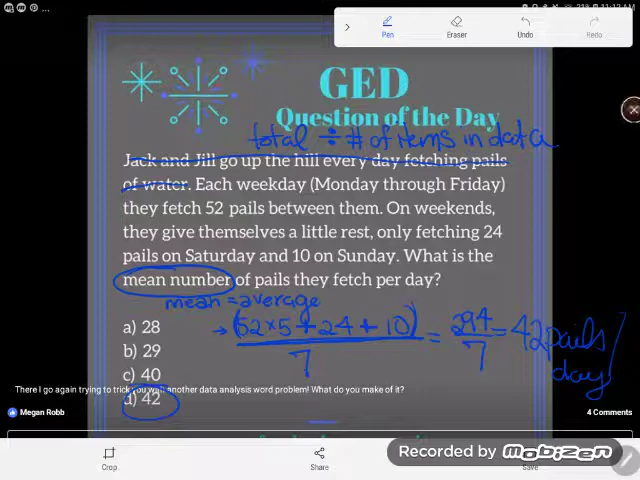 21% 11:12 AM
Pen
Eraser
Undo
Redo
GED
Question of the Day
total ÷ # of items in data
Jack and Jill go up the hill every day fetching pails
of water. Each weekday (Monday through Friday)
they fetch 52 pails between them. On weekends,
they give themselves a little rest, only fetching 24
pails on Saturday and 10 on Sunday. What is the
mean number of pails they fetch per day?
mean = average
a) 28
b) 29
c) 40
d) 42
(52×5 + 24 + 10) / 7 = 294 / 7 = 42 pails / day
There I go again trying to trick you with another data analysis word problem! What do you make of it?
Megan Robb
4 Comments
Crop
Share
Save
Recorded by Mobizen